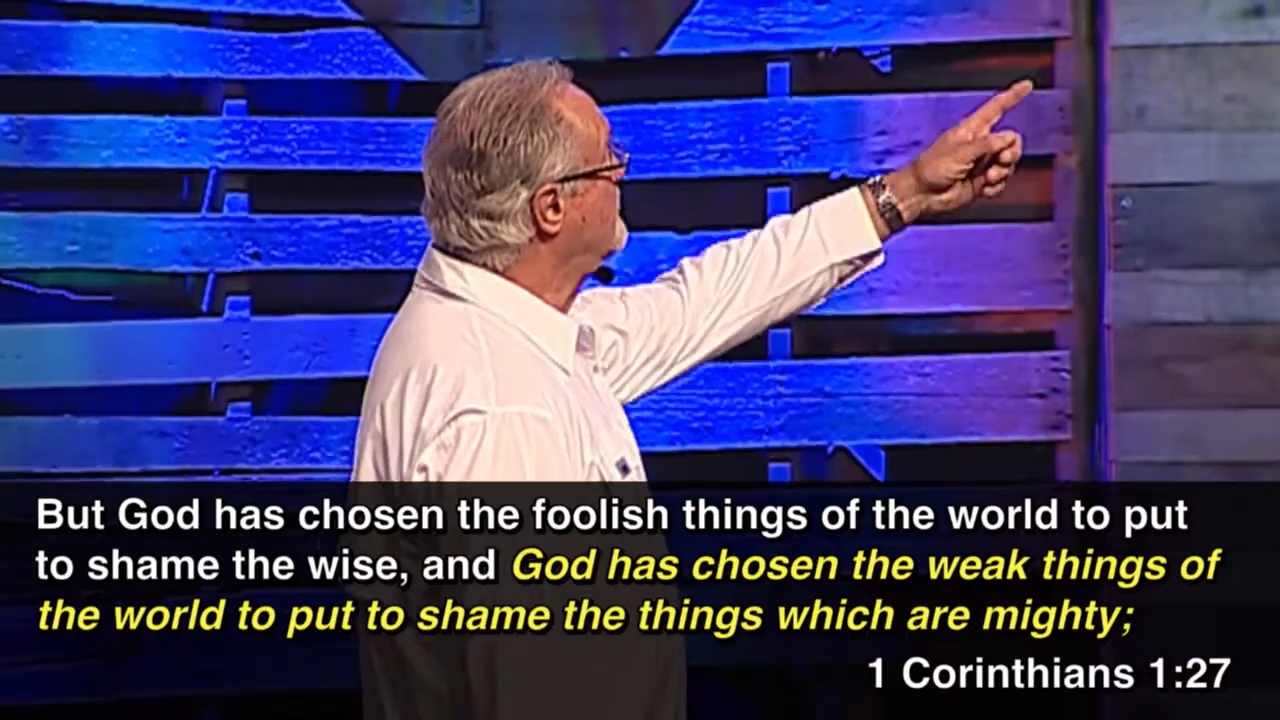 But God has chosen the foolish things of the world to put
to shame the wise, and God has chosen the weak things of
the world to put to shame the things which are mighty;
1 Corinthians 1:27